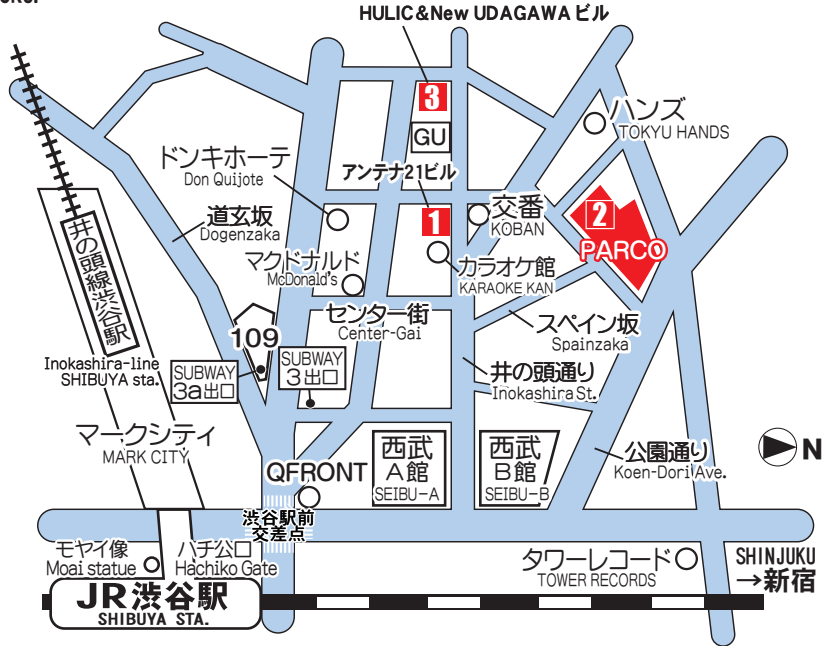 HULIC&New UDAGAWA ビル
3
GU
ハンズ
TOKYU HANDS
ドンキホーテ
Don Quijote
アンテナ21ビル
1
交番
KOBAN
2
PARCO
道玄坂
Dogenzaka
マクドナルド
McDonald's
カラオケ館
KARAOKE KAN
井の頭線渋谷駅
センター街
Center-Gai
スペイン坂
Spainzaka
109
Inokashira-line
SHIBUYA sta.
SUBWAY
3a出口
SUBWAY
3出口
井の頭通り
Inokashira St.
マークシティ
MARK CITY
QFRONT
西武
A館
SEIBU-A
西武
B館
SEIBU-B
公園通り
Koen-Dori Ave.
N
渋谷駅前
交差点
モヤイ像
Moai statue
ハチ公口
Hachiko Gate
タワーレコード
TOWER RECORDS
SHINJUKU
→新宿
JR渋谷駅
SHIBUYA STA.